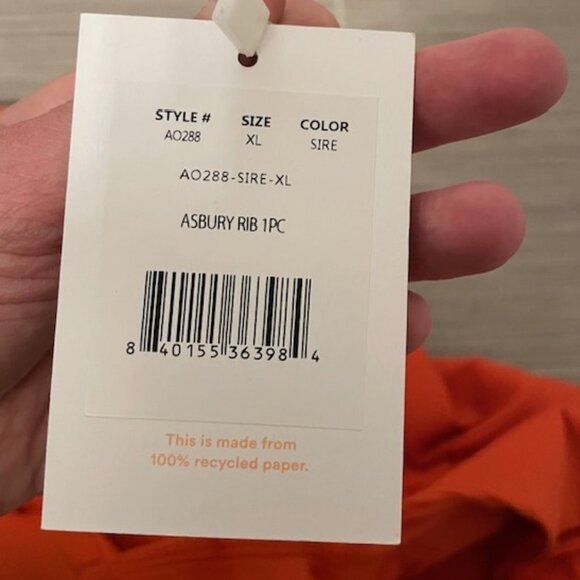 STYLE # SIZE COLOR
AO288 XL SIRE
AO288-SIRE-XL
ASBURY RIB 1PC
8 40155 36398 4
This is made from
100% recycled paper.